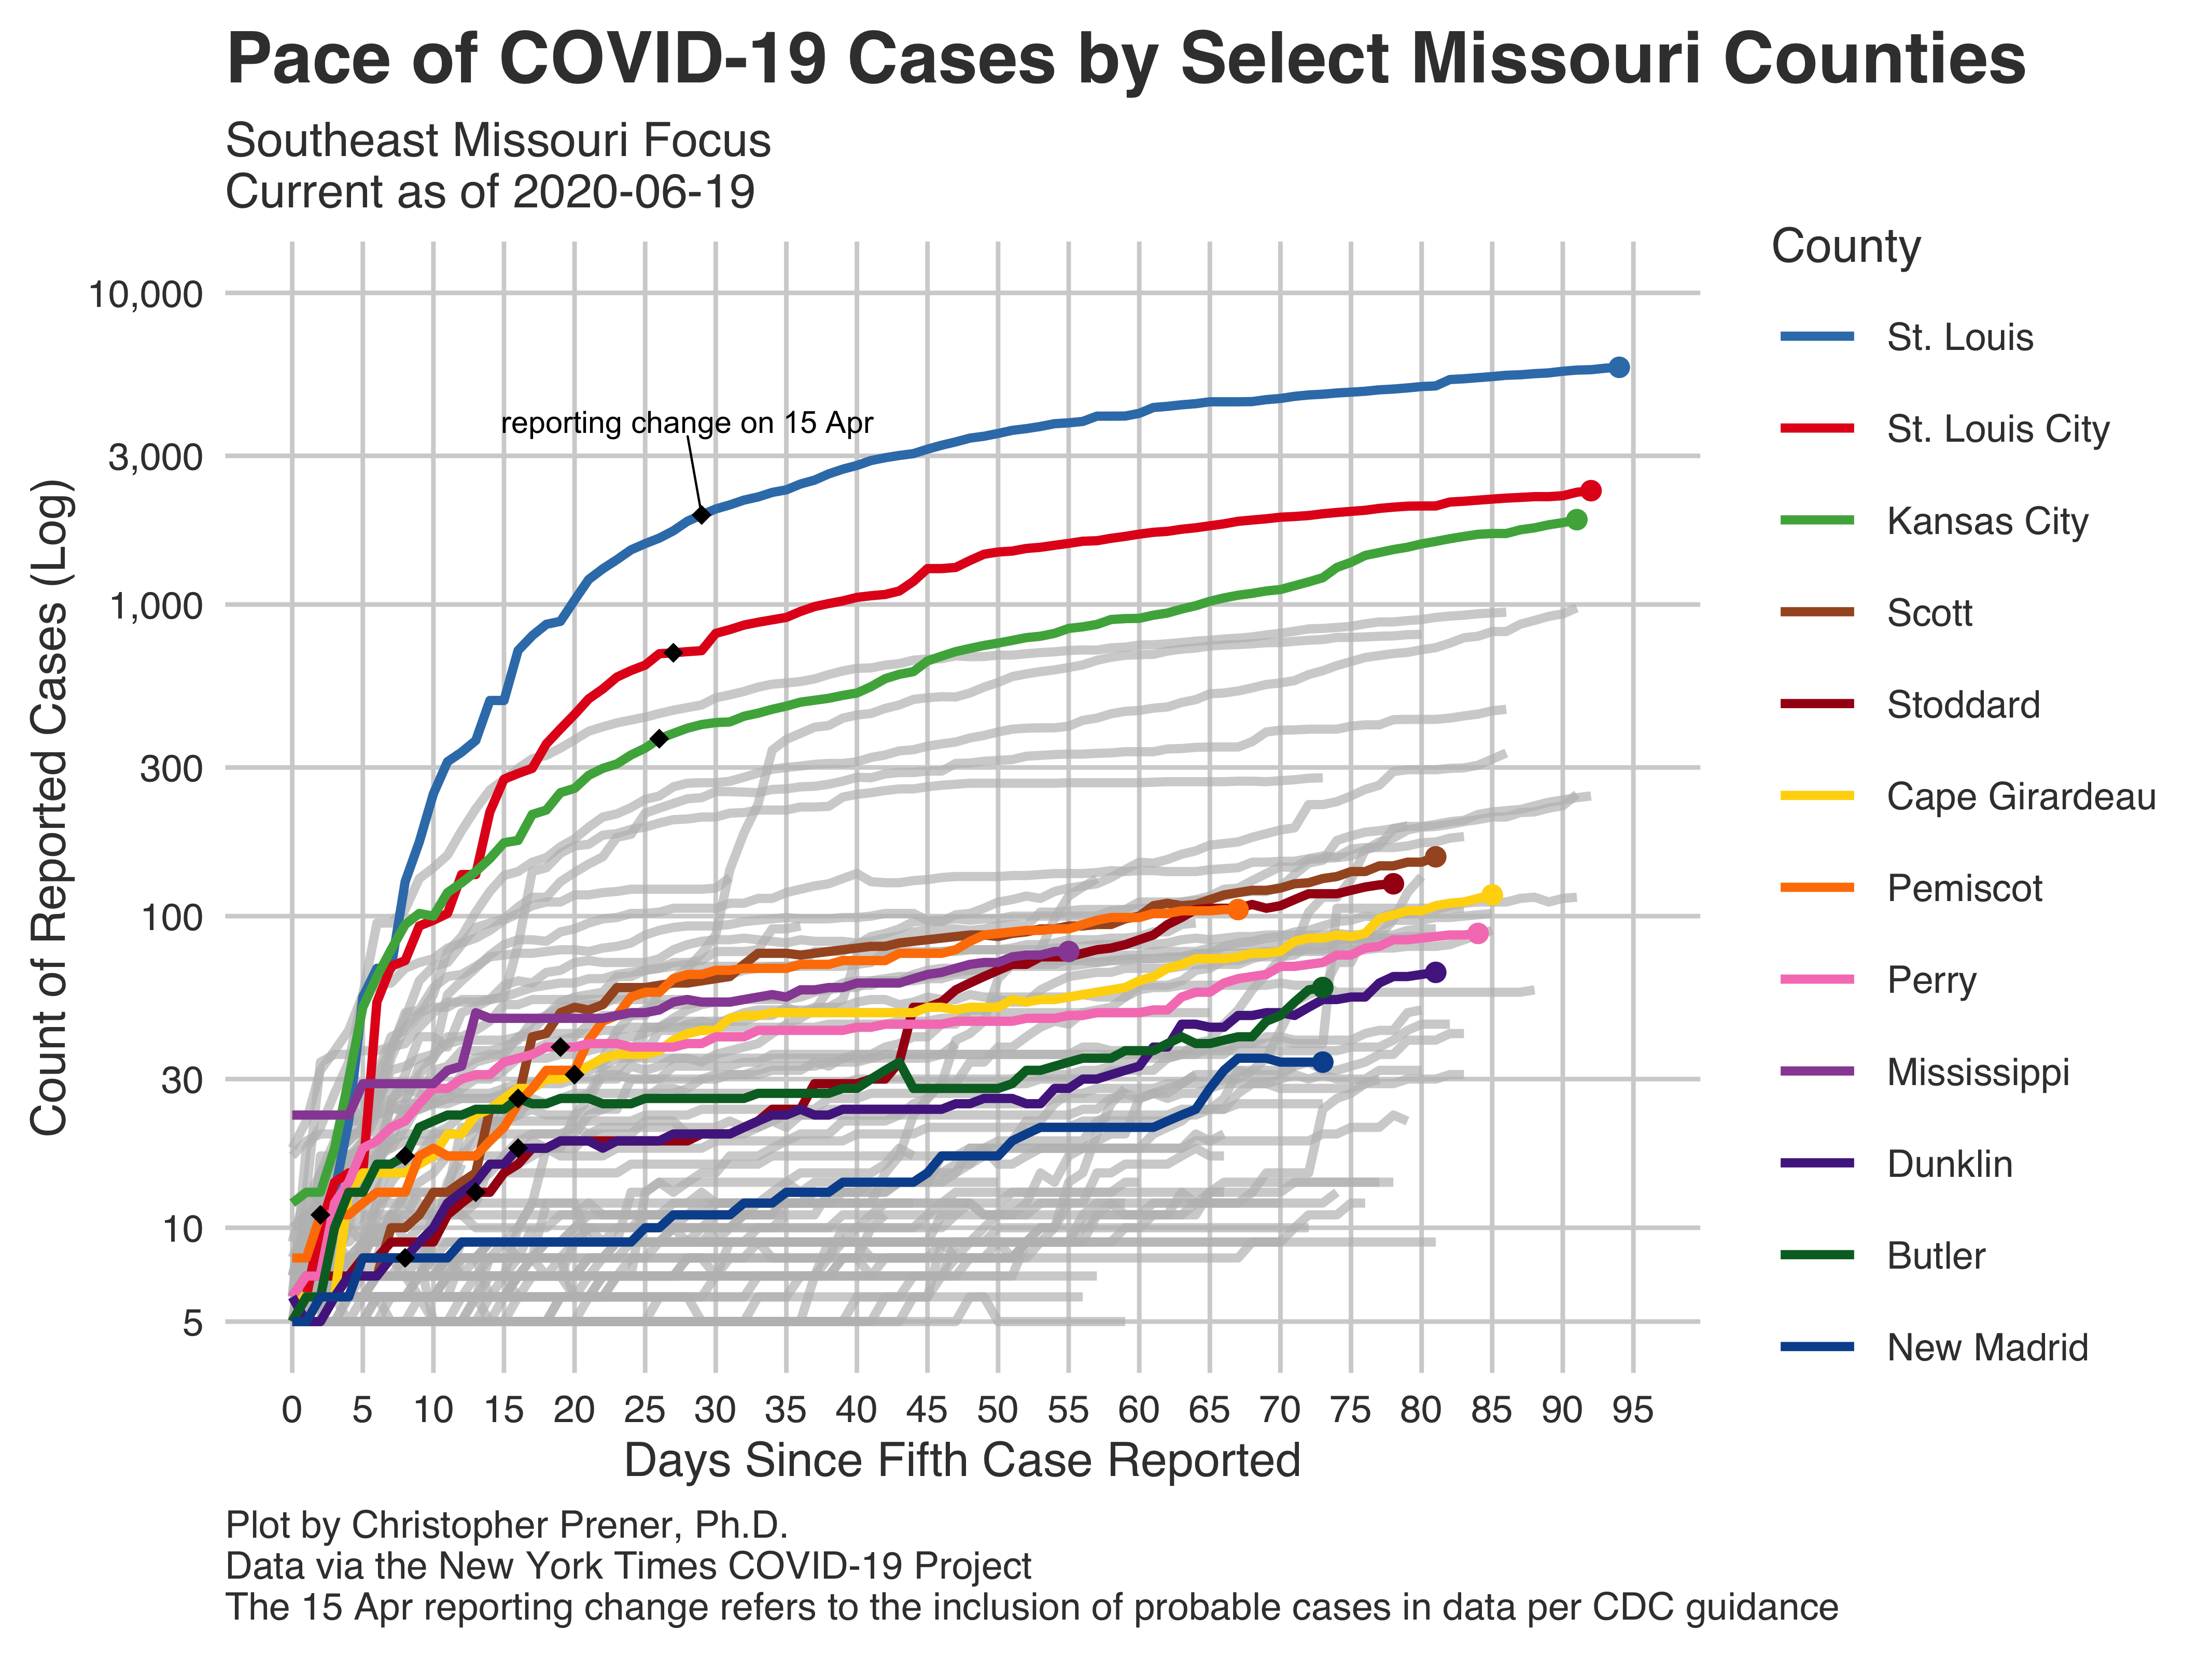 Pace of COVID-19 Cases by Select Missouri Counties
Southeast Missouri Focus
Current as of 2020-06-19
County
St. Louis
St. Louis City
Kansas City
Scott
Stoddard
Cape Girardeau
Pemiscot
Perry
Mississippi
Dunklin
Butler
New Madrid
Count of Reported Cases (Log)
10,000
3,000
1,000
300
100
30
10
5
reporting change on 15 Apr
0 5 10 15 20 25 30 35 40 45 50 55 60 65 70 75 80 85 90 95
Days Since Fifth Case Reported
Plot by Christopher Prener, Ph.D.
Data via the New York Times COVID-19 Project
The 15 Apr reporting change refers to the inclusion of probable cases in data per CDC guidance